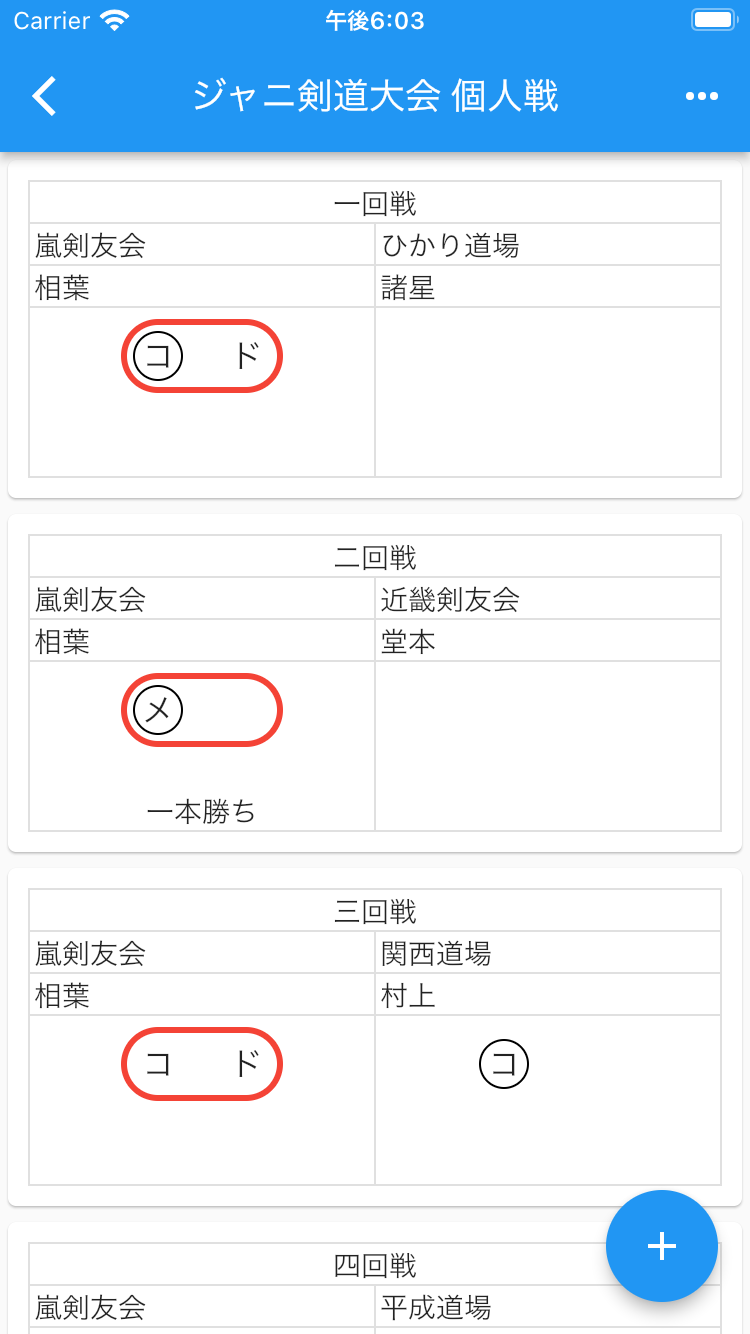 Carrier 午後6:03
ジャニ剣道大会 個人戦
一回戦
嵐剣友会 ひかり道場
相葉 諸星
コ ド
二回戦
嵐剣友会 近畿剣友会
相葉 堂本
メ
一本勝ち
三回戦
嵐剣友会 関西道場
相葉 村上
コ ド コ
四回戦
嵐剣友会 平成道場